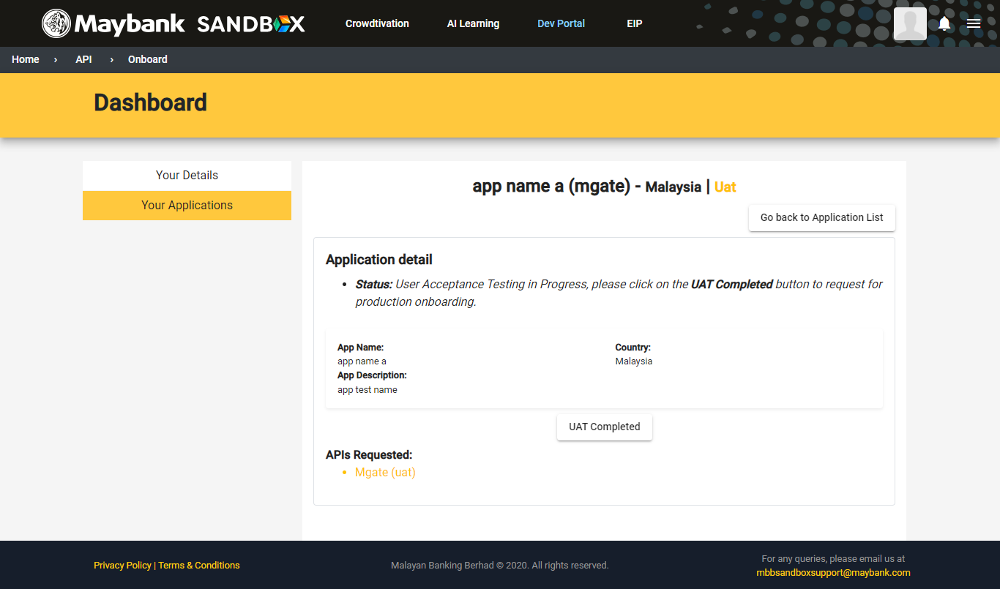 Maybank SANDBOX
Crowdtivation
AI Learning
Dev Portal
EIP
Home › API › Onboard
Dashboard
Your Details
Your Applications
app name a (mgate) - Malaysia | Uat
Go back to Application List
Application detail
• Status: User Acceptance Testing in Progress, please click on the UAT Completed button to request for
production onboarding.
App Name:
app name a
App Description:
app test name
Country:
Malaysia
UAT Completed
APIs Requested:
• Mgate (uat)
Privacy Policy | Terms & Conditions
Malayan Banking Berhad © 2020. All rights reserved.
For any queries, please email us at
mbbsandboxsupport@maybank.com